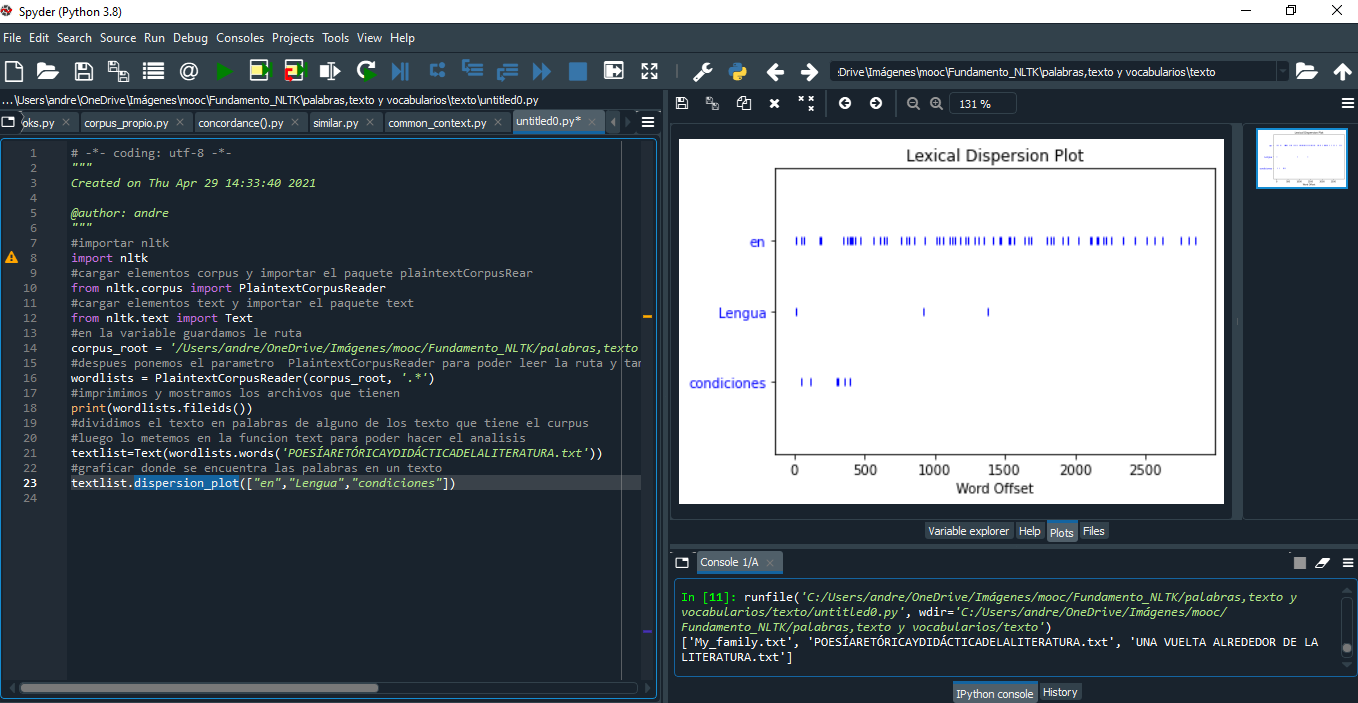 Spyder (Python 3.8)
File Edit Search Source Run Debug Consoles Projects Tools View Help
:Drive\Imágenes\mooc\Fundamento_NLTK\palabras,texto y vocabularios\texto
...\Users\andre\OneDrive\Imágenes\mooc\Fundamento_NLTK\palabras,texto y vocabularios\texto\untitled0.py
oks.py corpus_propio.py concordance().py similar.py common_context.py untitled0.py*
1 # -*- coding: utf-8 -*-
2 """
3 Created on Thu Apr 29 14:33:40 2021
4
5 @author: andre
6 """
7 #importar nltk
8 import nltk
9 #cargar elementos corpus y importar el paquete plaintextCorpusRear
10 from nltk.corpus import PlaintextCorpusReader
11 #cargar elementos text y importar el paquete text
12 from nltk.text import Text
13 #en la variable guardamos le ruta
14 corpus_root = '/Users/andre/OneDrive/Imágenes/mooc/Fundamento_NLTK/palabras,texto
15 #despues ponemos el parametro  PlaintextCorpusReader para poder leer la ruta y tan
16 wordlists = PlaintextCorpusReader(corpus_root, '.*')
17 #imprimimos y mostramos los archivos que tienen
18 print(wordlists.fileids())
19 #dividimos el texto en palabras de alguno de los texto que tiene el curpus
20 #luego lo metemos en la funcion text para poder hacer el analisis
21 textlist=Text(wordlists.words('POESÍARETÓRICAYDIDÁCTICADELALITERATURA.txt'))
22 #graficar donde se encuentra las palabras en un texto
23 textlist.dispersion_plot(["en","Lengua","condiciones"])
24
131 %
Lexical Dispersion Plot
en
Lengua
condiciones
0 500 1000 1500 2000 2500
Word Offset
Variable explorer Help Plots Files
Console 1/A
In [11]: runfile('C:/Users/andre/OneDrive/Imágenes/mooc/Fundamento_NLTK/palabras,texto y
vocabularios/texto/untitled0.py', wdir='C:/Users/andre/OneDrive/Imágenes/mooc/
Fundamento_NLTK/palabras,texto y vocabularios/texto')
['My_family.txt', 'POESÍARETÓRICAYDIDÁCTICADELALITERATURA.txt', 'UNA VUELTA ALREDEDOR DE LA
LITERATURA.txt']
IPython console History